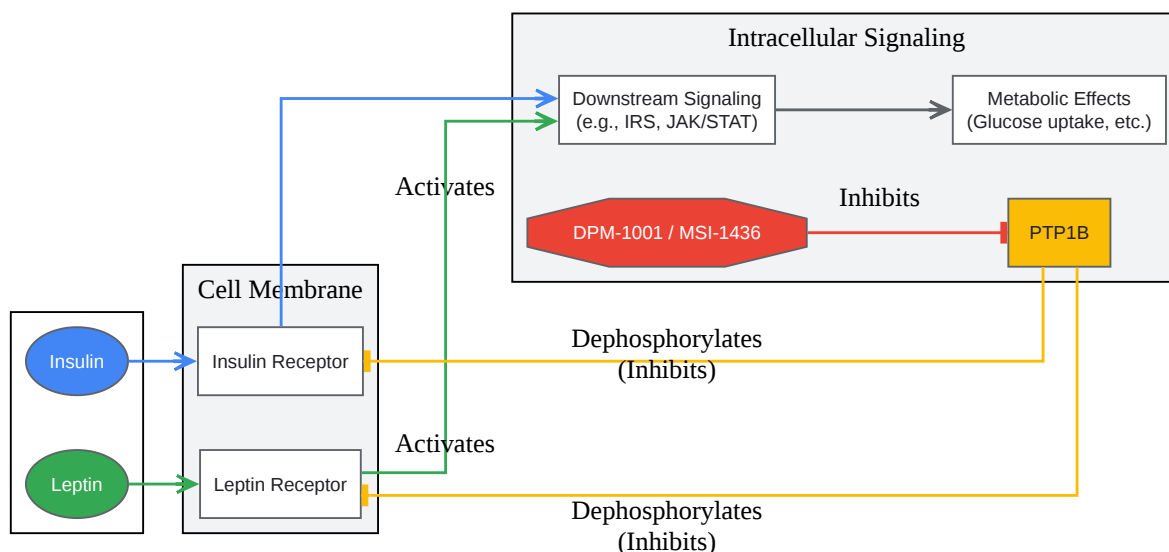 Intracellular Signaling
Downstream Signaling
(e.g., IRS, JAK/STAT)
Metabolic Effects
(Glucose uptake, etc.)
Activates
Inhibits
DPM-1001 / MSI-1436
PTP1B
Cell Membrane
Insulin
Insulin Receptor
Dephosphorylates
(Inhibits)
Activates
Leptin
Leptin Receptor
Dephosphorylates
(Inhibits)